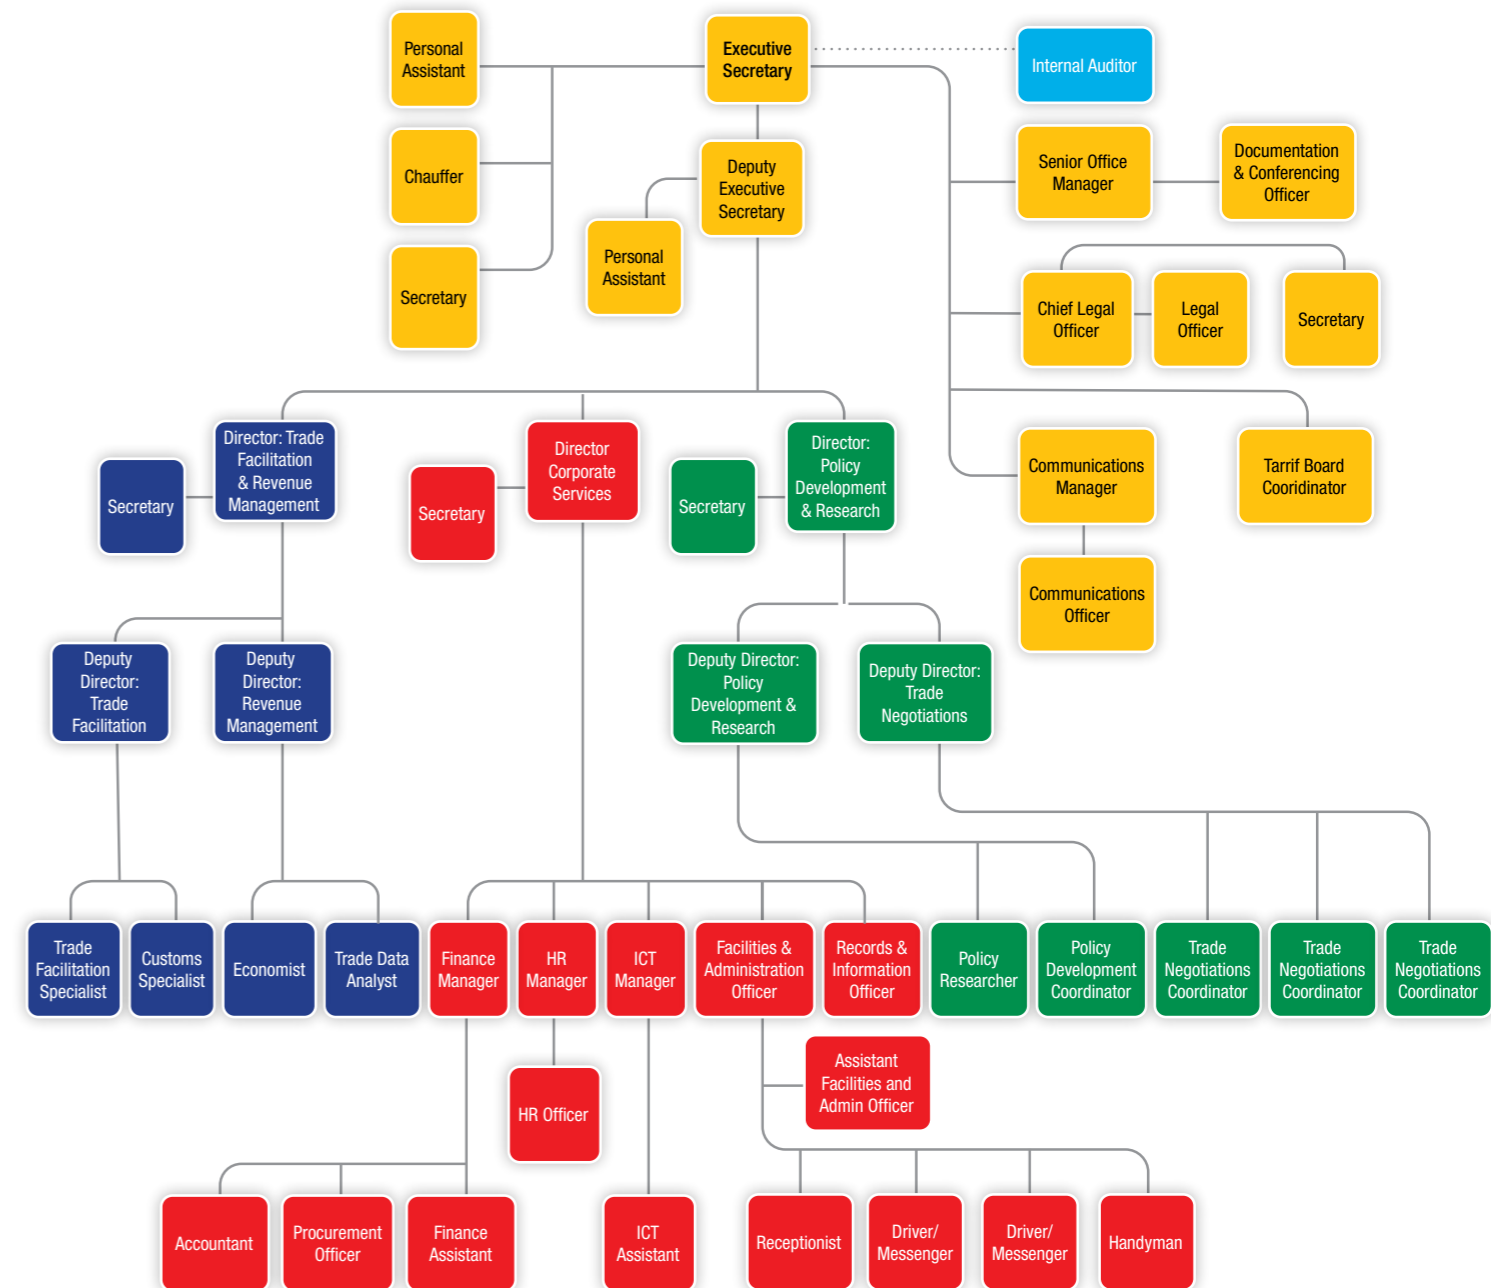 Personal
Assistant
Executive
Secretary
Internal Auditor
Chauffer
Deputy
Executive
Secretary
Senior Office
Manager
Documentation
& Conferencing
Officer
Personal
Assistant
Secretary
Chief Legal
Officer
Legal
Officer
Secretary
Director: Trade
Facilitation
& Revenue
Management
Secretary
Director
Corporate
Services
Secretary
Director:
Policy
Development
& Research
Secretary
Communications
Manager
Tarrif Board
Cooridinator
Communications
Officer
Deputy
Director:
Trade
Facilitation
Deputy
Director:
Revenue
Management
Deputy Director:
Policy
Development &
Research
Deputy Director:
Trade
Negotiations
Trade
Facilitation
Specialist
Customs
Specialist
Economist
Trade Data
Analyst
Finance
Manager
HR
Manager
ICT
Manager
Facilities &
Administration
Officer
Records &
Information
Officer
Policy
Researcher
Policy
Development
Coordinator
Trade
Negotiations
Coordinator
Trade
Negotiations
Coordinator
Trade
Negotiations
Coordinator
Assistant
Facilities and
Admin Officer
HR Officer
Accountant
Procurement
Officer
Finance
Assistant
ICT
Assistant
Receptionist
Driver/
Messenger
Driver/
Messenger
Handyman